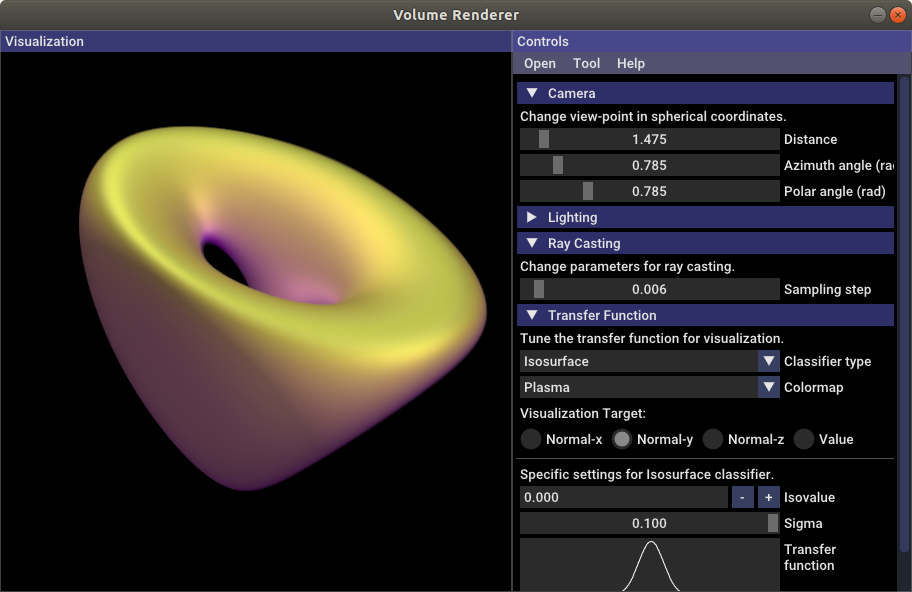 Volume Renderer
Visualization
Controls
Open Tool Help
Camera
Change view-point in spherical coordinates.
1.475 Distance
0.785 Azimuth angle (ra
0.785 Polar angle (rad)
Lighting
Ray Casting
Change parameters for ray casting.
0.006 Sampling step
Transfer Function
Tune the transfer function for visualization.
Isosurface Classifier type
Plasma Colormap
Visualization Target:
Normal-x Normal-y Normal-z Value
Specific settings for Isosurface classifier.
0.000 - + Isovalue
0.100 Sigma
Transfer
function